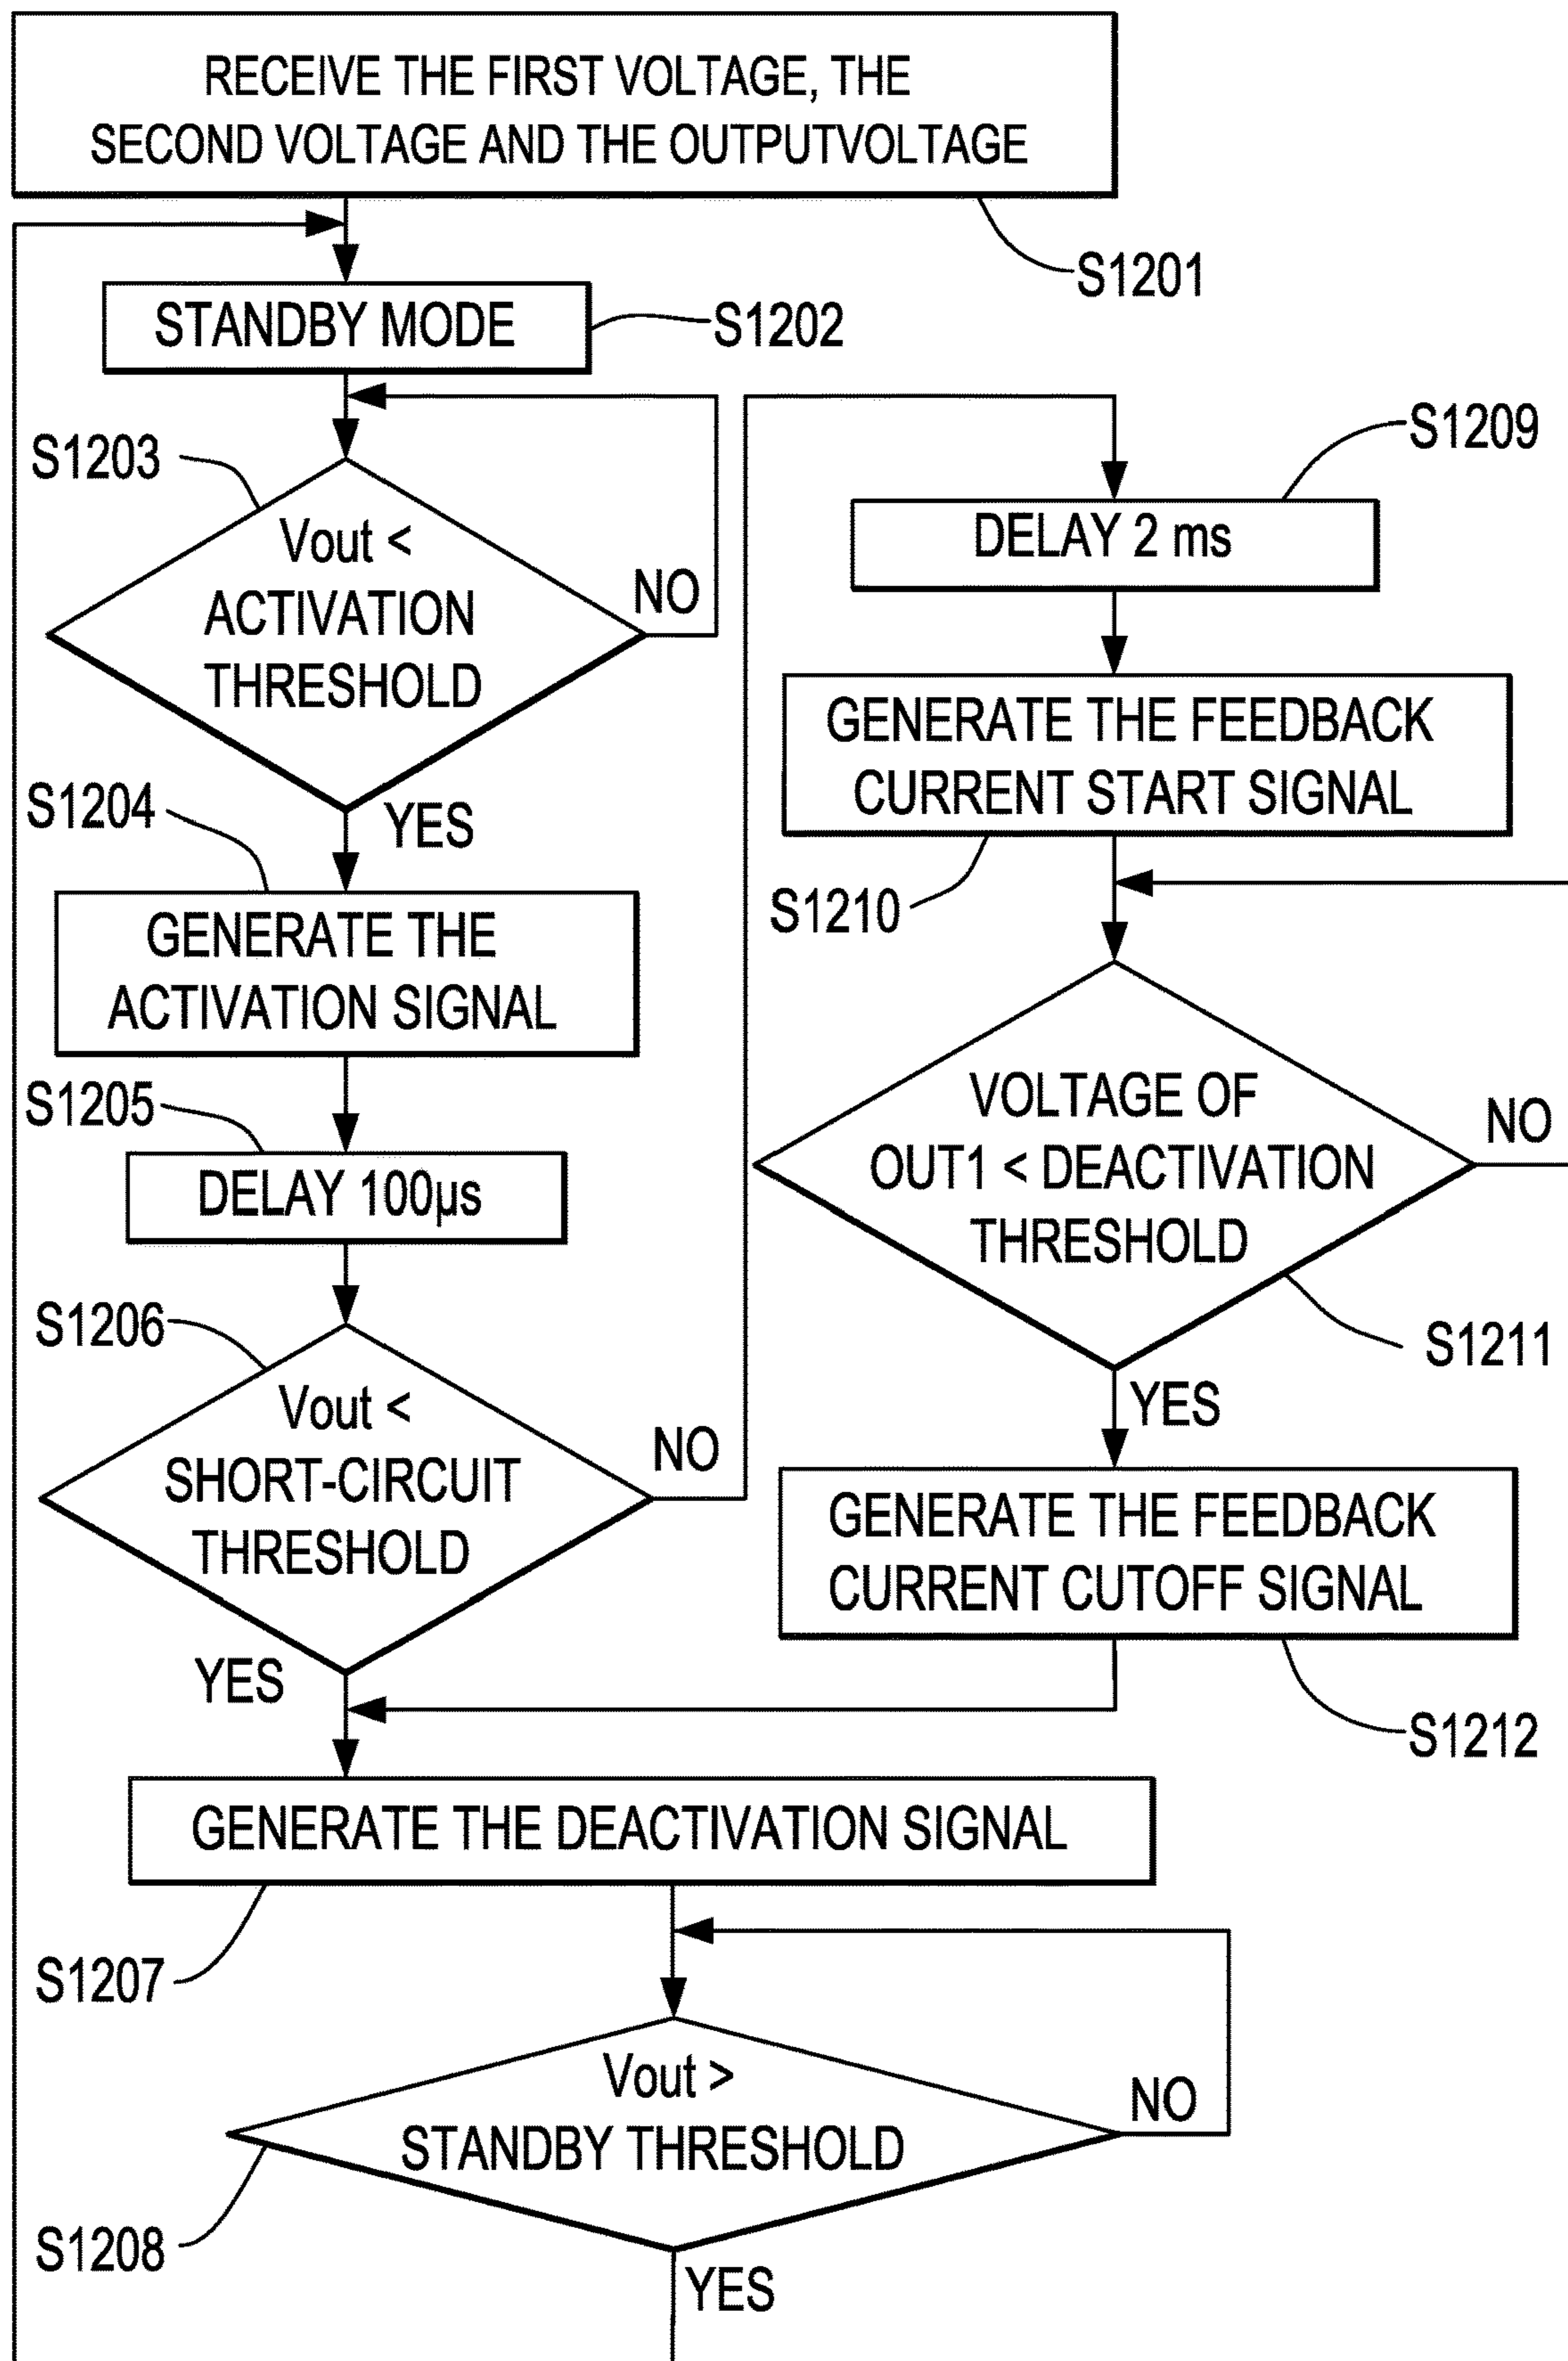 RECEIVE THE FIRST VOLTAGE, THE
SECOND VOLTAGE AND THE OUTPUTVOLTAGE
S1201
STANDBY MODE
S1202
S1203
Vout <
ACTIVATION
THRESHOLD
NO
YES
S1204
GENERATE THE
ACTIVATION SIGNAL
S1205
DELAY 100µs
S1206
Vout <
SHORT-CIRCUIT
THRESHOLD
NO
YES
S1209
DELAY 2 ms
GENERATE THE FEEDBACK
CURRENT START SIGNAL
S1210
VOLTAGE OF
OUT1 < DEACTIVATION
THRESHOLD
NO
S1211
YES
GENERATE THE FEEDBACK
CURRENT CUTOFF SIGNAL
S1212
GENERATE THE DEACTIVATION SIGNAL
S1207
Vout >
STANDBY THRESHOLD
NO
S1208
YES